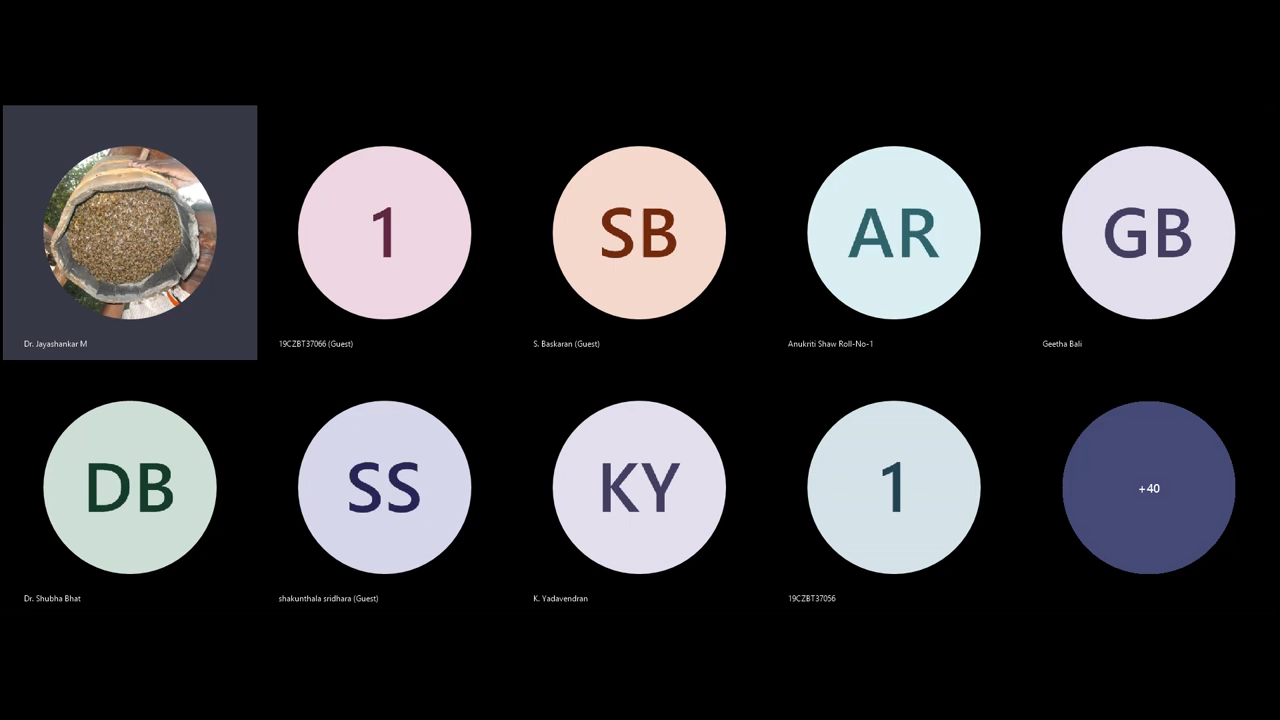 1
SB
AR
GB
Dr. Jayashankar M
19CZBT37066 (Guest)
S. Baskaran (Guest)
Anukriti Shaw Roll-No-1
Geetha Bali
DB
SS
KY
1
+40
Dr. Shubha Bhat
shakunthala sridhara (Guest)
K. Yadavendran
19CZBT37056